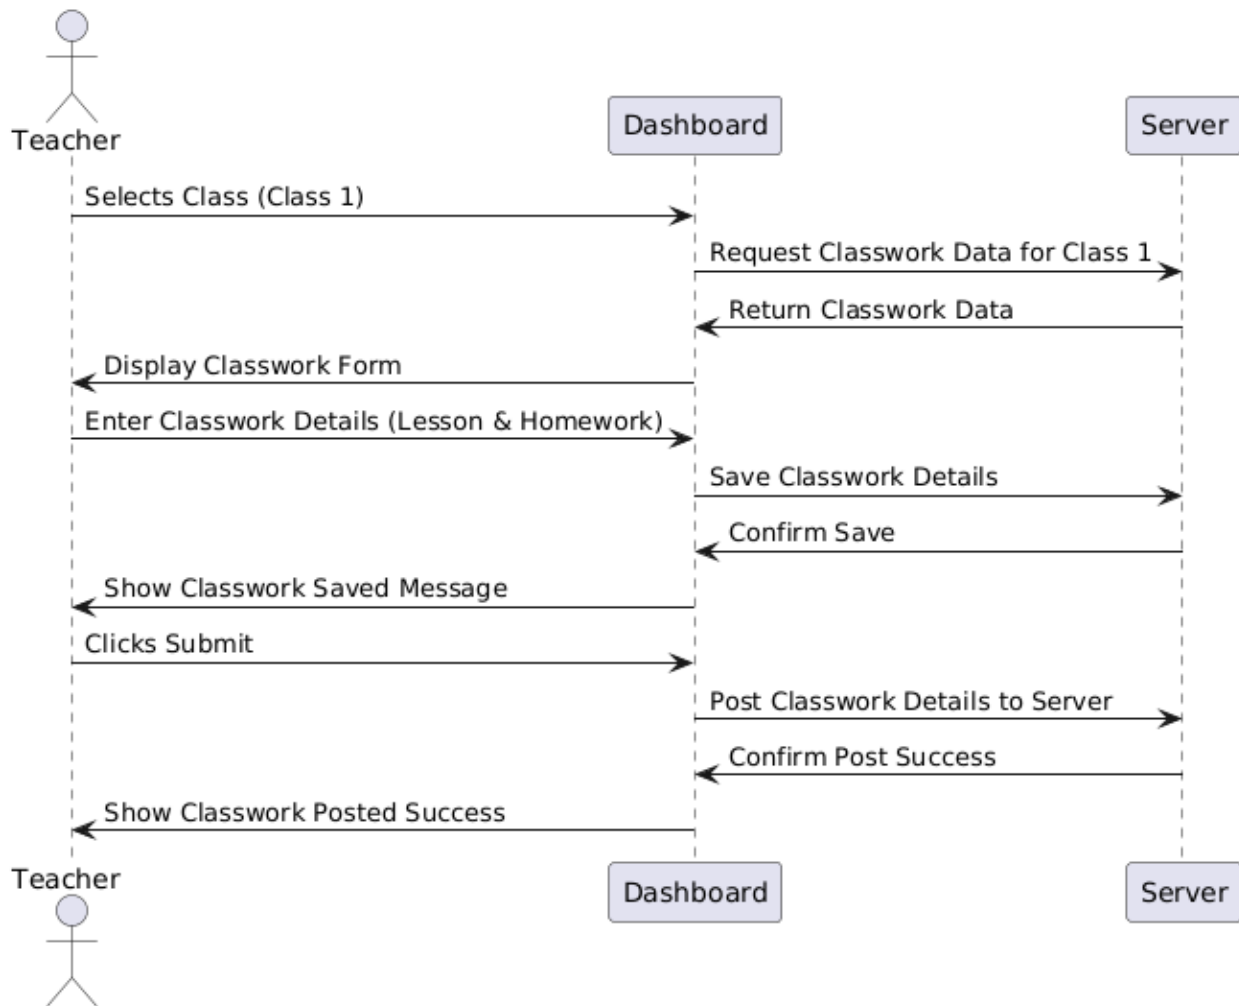 Teacher
Dashboard
Server
Selects Class (Class 1)
Request Classwork Data for Class 1
Return Classwork Data
Display Classwork Form
Enter Classwork Details (Lesson & Homework)
Save Classwork Details
Confirm Save
Show Classwork Saved Message
Clicks Submit
Post Classwork Details to Server
Confirm Post Success
Show Classwork Posted Success
Teacher
Dashboard
Server